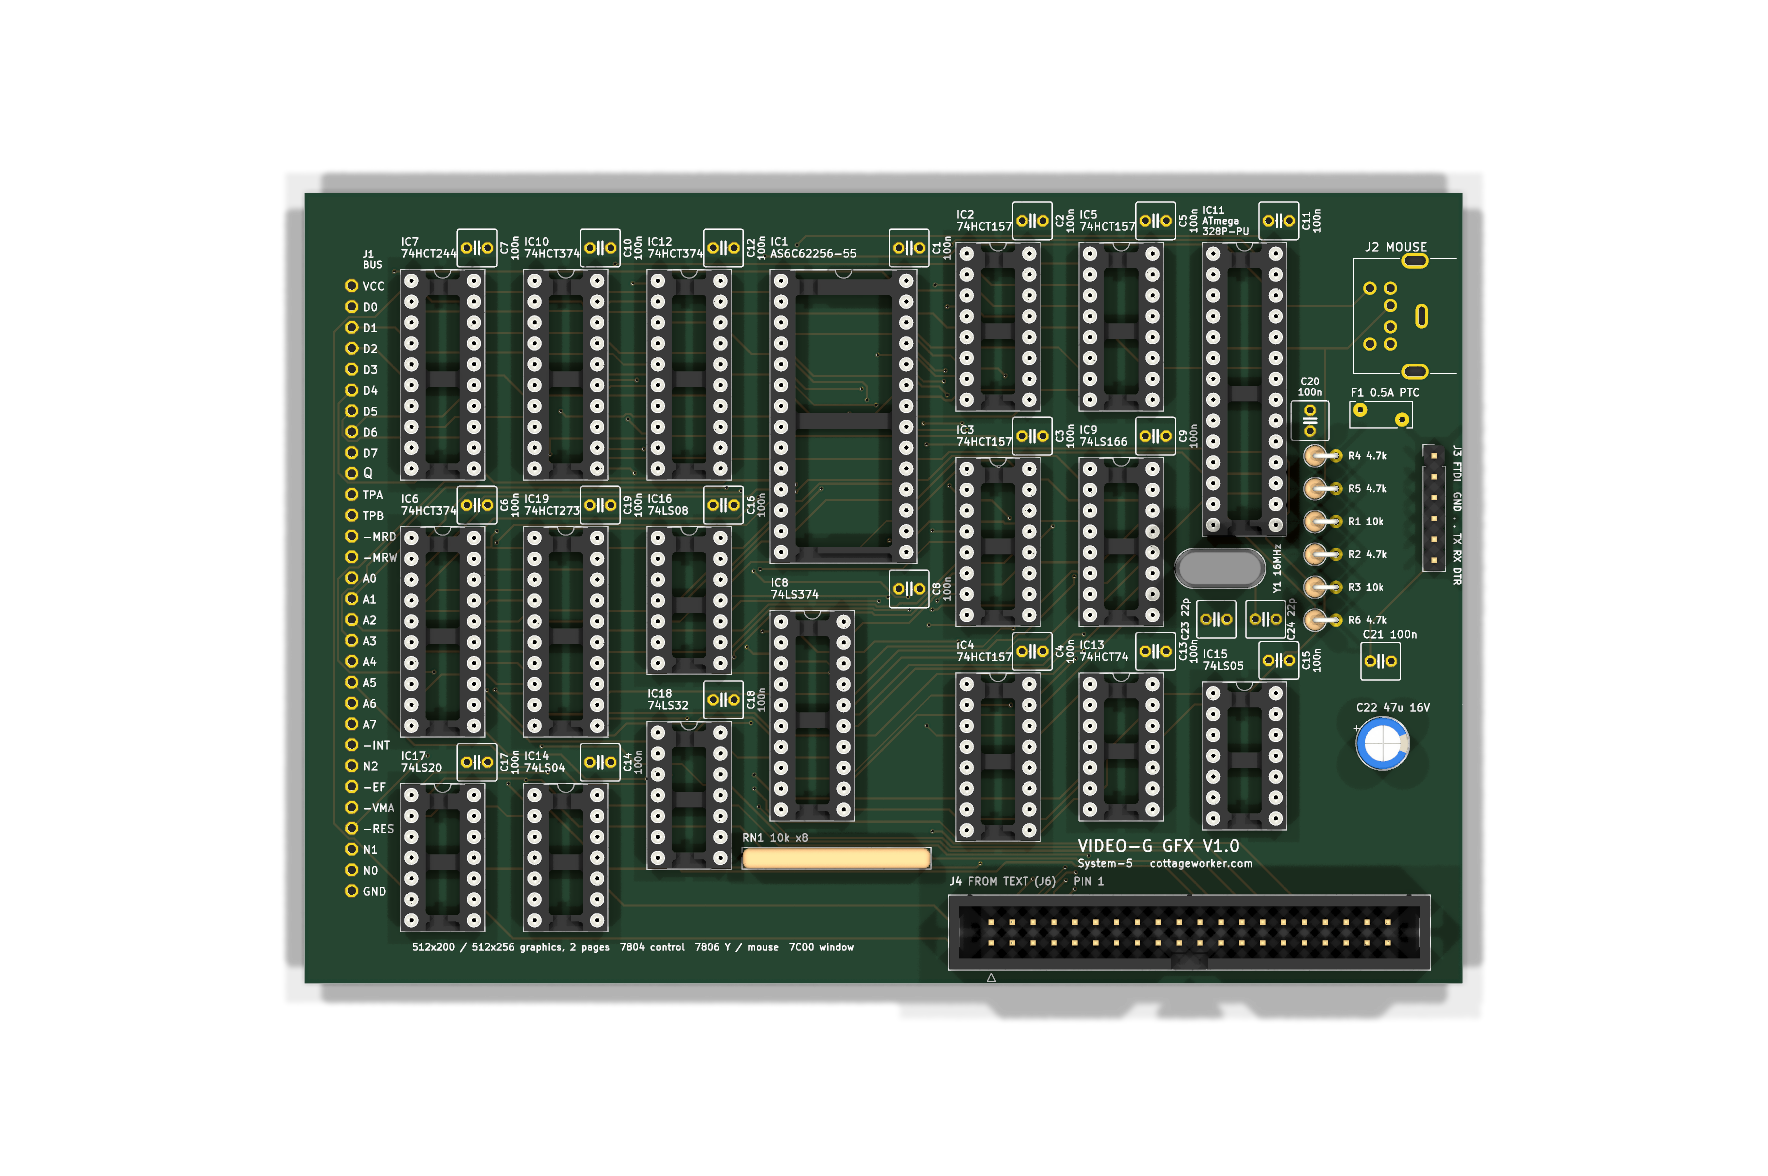 IC2
74HCT157
C2
100n
IC5
74HCT157
C5
100n
IC11
ATmega
328P-PU
C11
100n
J2 MOUSE
J1
BUS
IC7
74HCT244
C7
100n
IC10
74HCT374
C10
100n
IC12
74HCT374
C12
100n
IC1
AS6C62256-55
C1
100n
VCC
D0
D1
D2
D3
D4
D5
D6
D7
Q
TPA
TPB
-MRD
-MRW
A0
A1
A2
A3
A4
A5
A6
A7
-INT
N2
-EF
-VMA
-RES
N1
N0
GND
C20
100n
F1 0.5A PTC
IC3
74HCT157
C3
100n
IC9
74LS166
C9
100n
R4 4.7k
R5 4.7k
R1 10k
R2 4.7k
R3 10k
R6 4.7k
J3 FTDI GND . . TX RX DTR
IC6
74HCT374
C6
100n
IC19
74HCT273
C19
100n
IC16
74LS08
C16
100n
IC8
74LS374
C8
100n
Y1 16MHz
C23 22p
C24 22p
C21 100n
IC4
74HCT157
C4
100n
IC13
74HCT74
C13
100n
IC15
74LS05
C15
100n
IC18
74LS32
C18
100n
C22 47u 16V
+
IC17
74LS20
C17
100n
IC14
74LS04
C14
100n
RN1 10k x8
VIDEO-G GFX V1.0
System-5 cottageworker.com
J4 FROM TEXT (J6) - PIN 1
512x200 / 512x256 graphics, 2 pages 7804 control 7806 Y / mouse 7C00 window